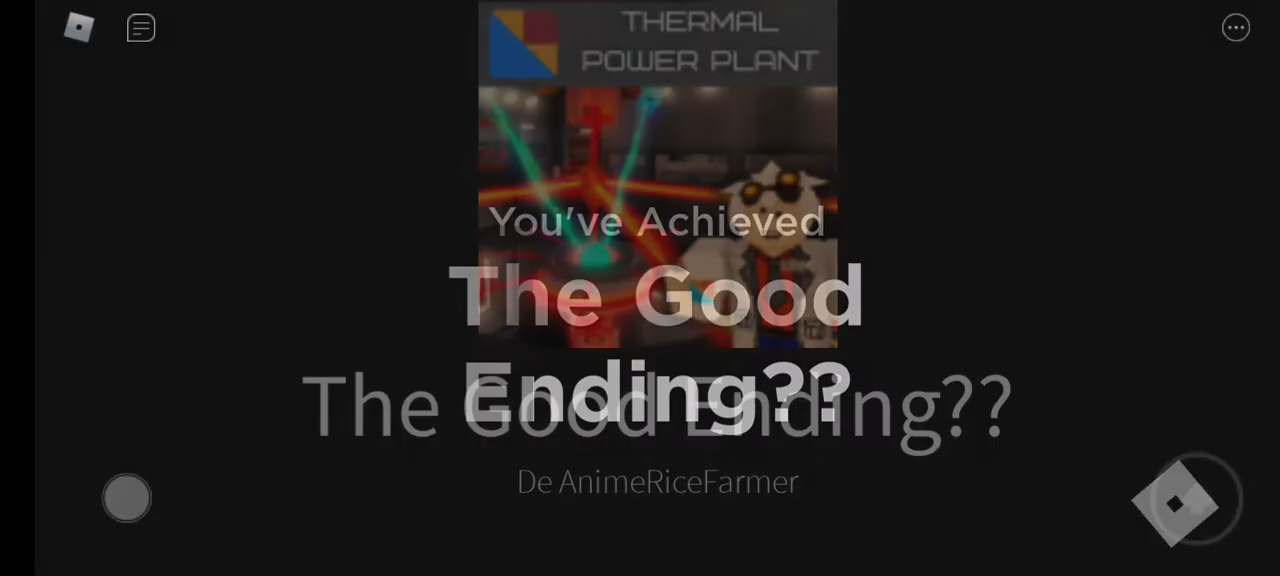 THERMAL
POWER PLANT
You've Achieved
The Good
Ending??
The Good Ending??
De AnimeRiceFarmer